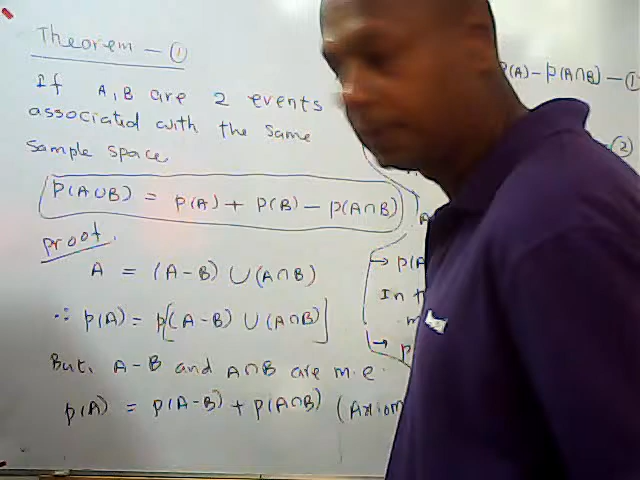 Theorem - ①
If A, B are 2 events
associated with the same
sample space
P(A∪B) = P(A) + P(B) - P(A∩B)
proof.
A = (A-B) ∪ (A∩B)
∴ P(A) = P[(A-B) ∪ (A∩B)]
But, A-B and A∩B are m.e.
P(A) = P(A-B) + P(A∩B) (Axiom
P(A) - P(A∩B) - ①
②
→ P(A
In t
→ P